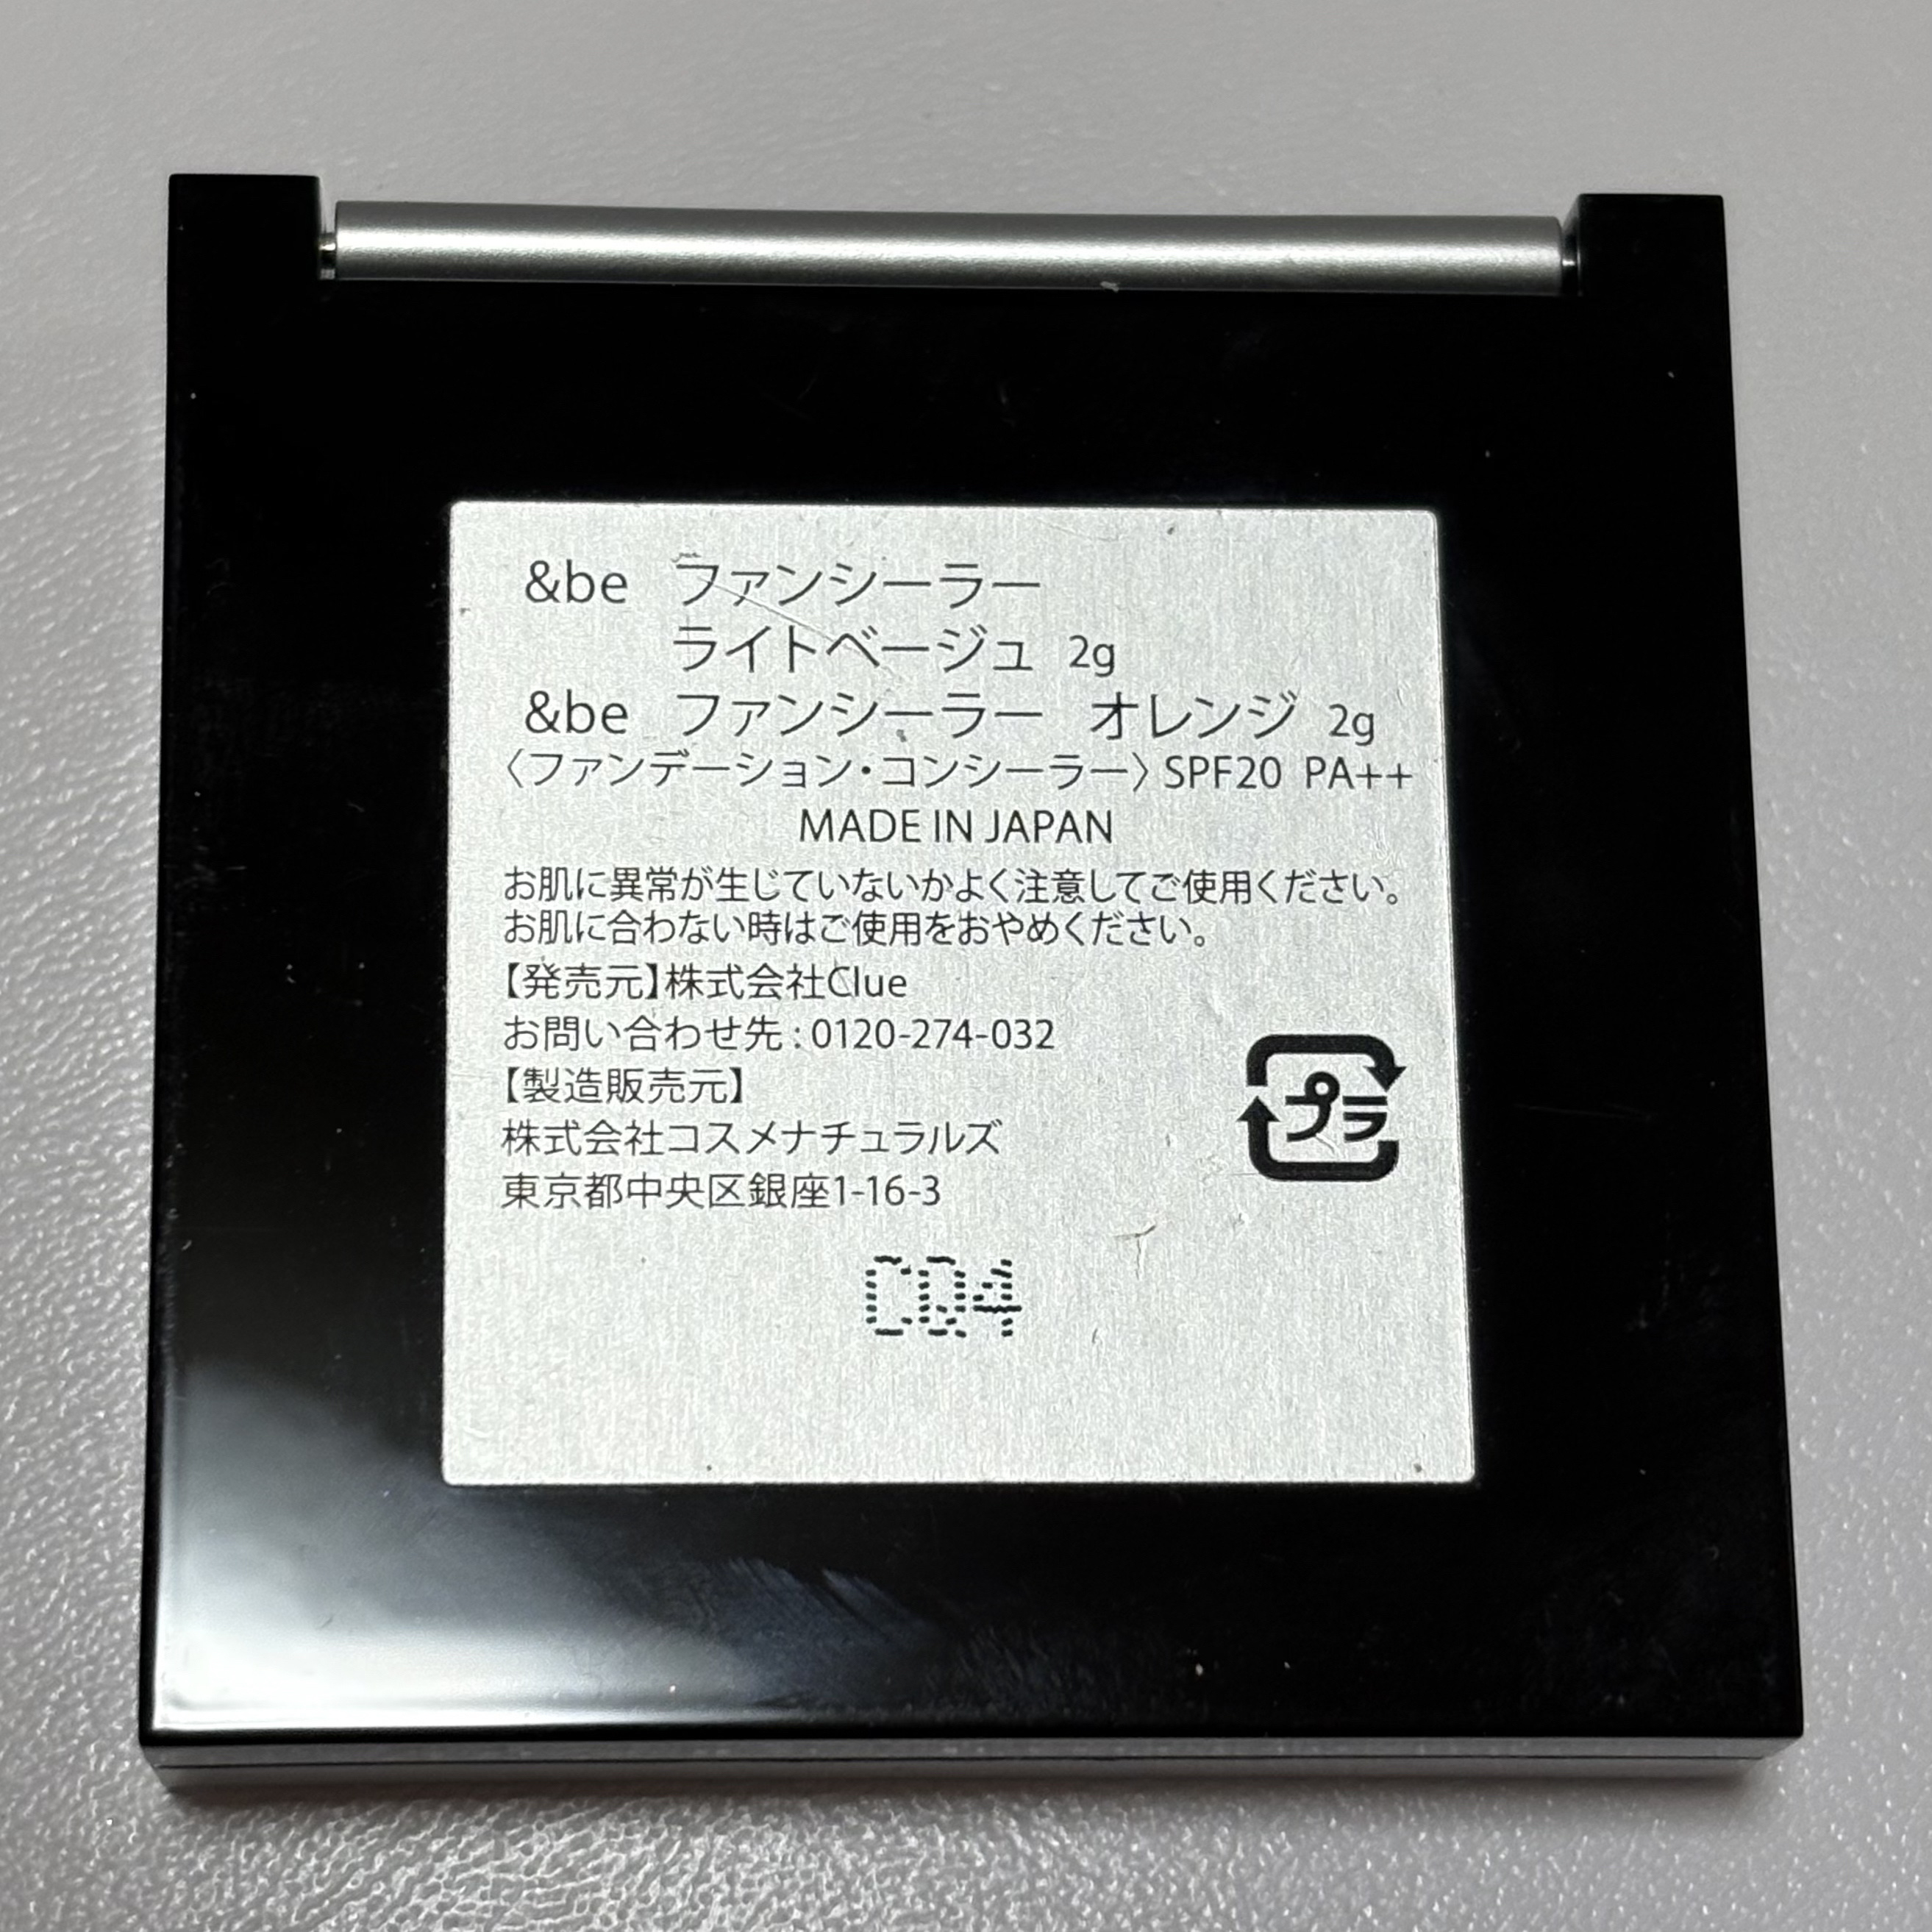 &be ファンシーラー
ライトベージュ 2g
&be ファンシーラー オレンジ 2g
〈ファンデーション・コンシーラー〉SPF20 PA++
MADE IN JAPAN
お肌に異常が生じていないかよく注意してご使用ください。
お肌に合わない時はご使用をおやめください。
【発売元】株式会社Clue
お問い合わせ先:0120-274-032
【製造販売元】
株式会社コスメナチュラルズ
東京都中央区銀座1-16-3
プラ
CQ4